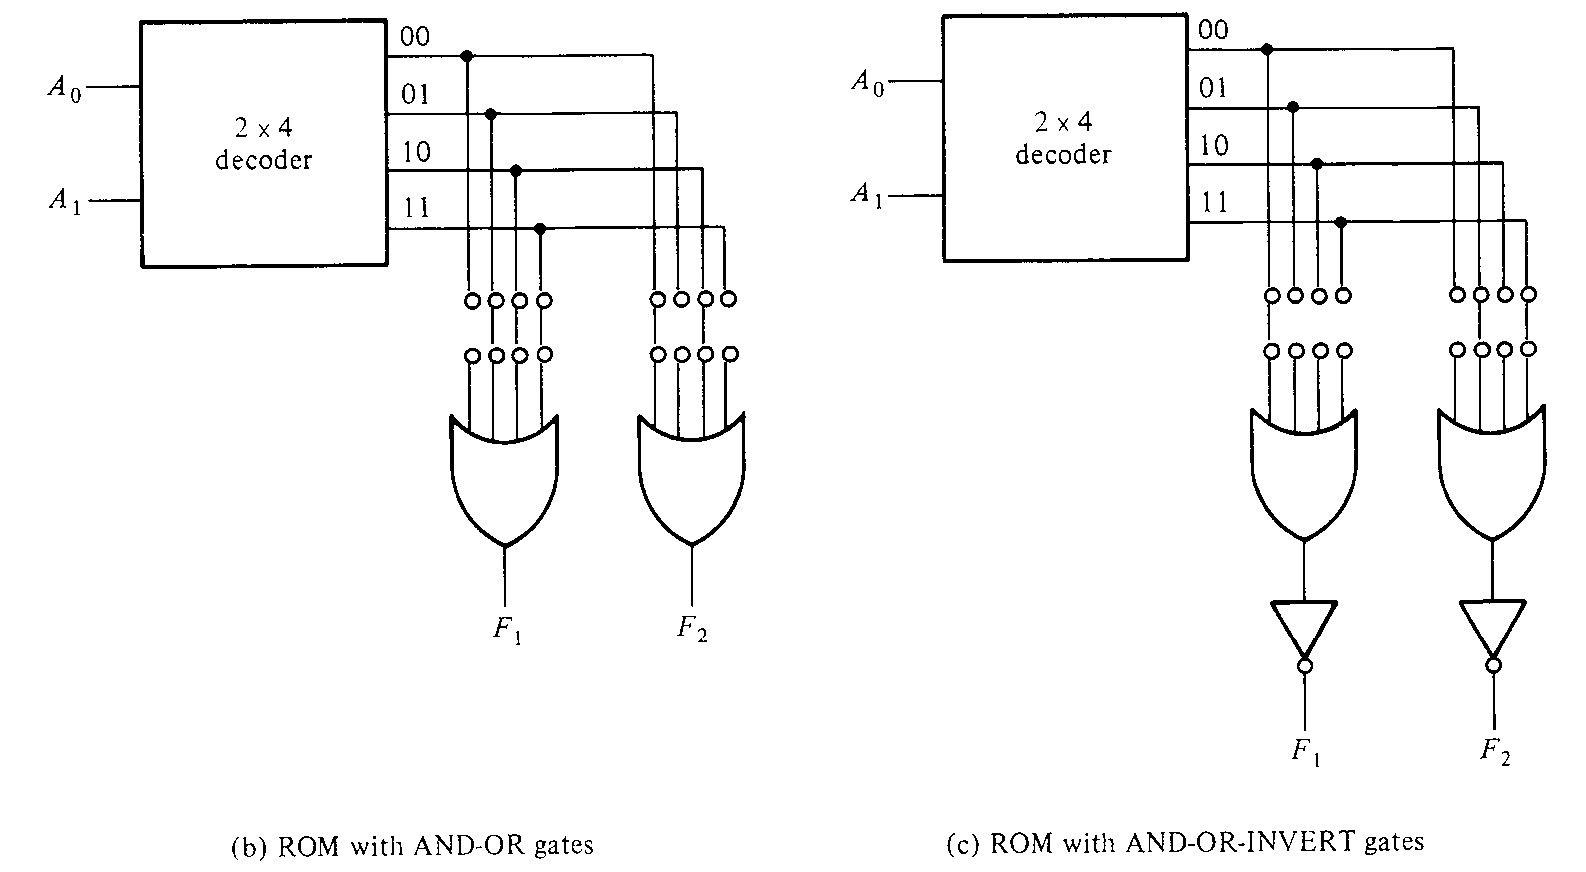 00
A0
01
2 x 4
decoder
10
A1
11
F1
F2
(b) ROM with AND-OR gates
00
A0
01
2 x 4
decoder
10
A1
11
F1
F2
(c) ROM with AND-OR-INVERT gates